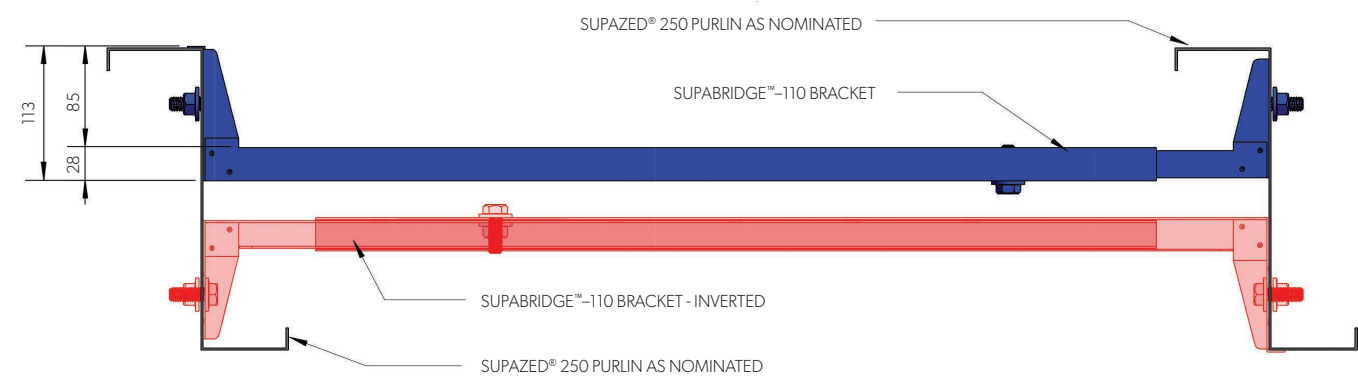 SUPAZED® 250 PURLIN AS NOMINATED
SUPABRIDGE™–110 BRACKET
113
85
28
SUPABRIDGE™–110 BRACKET - INVERTED
SUPAZED® 250 PURLIN AS NOMINATED